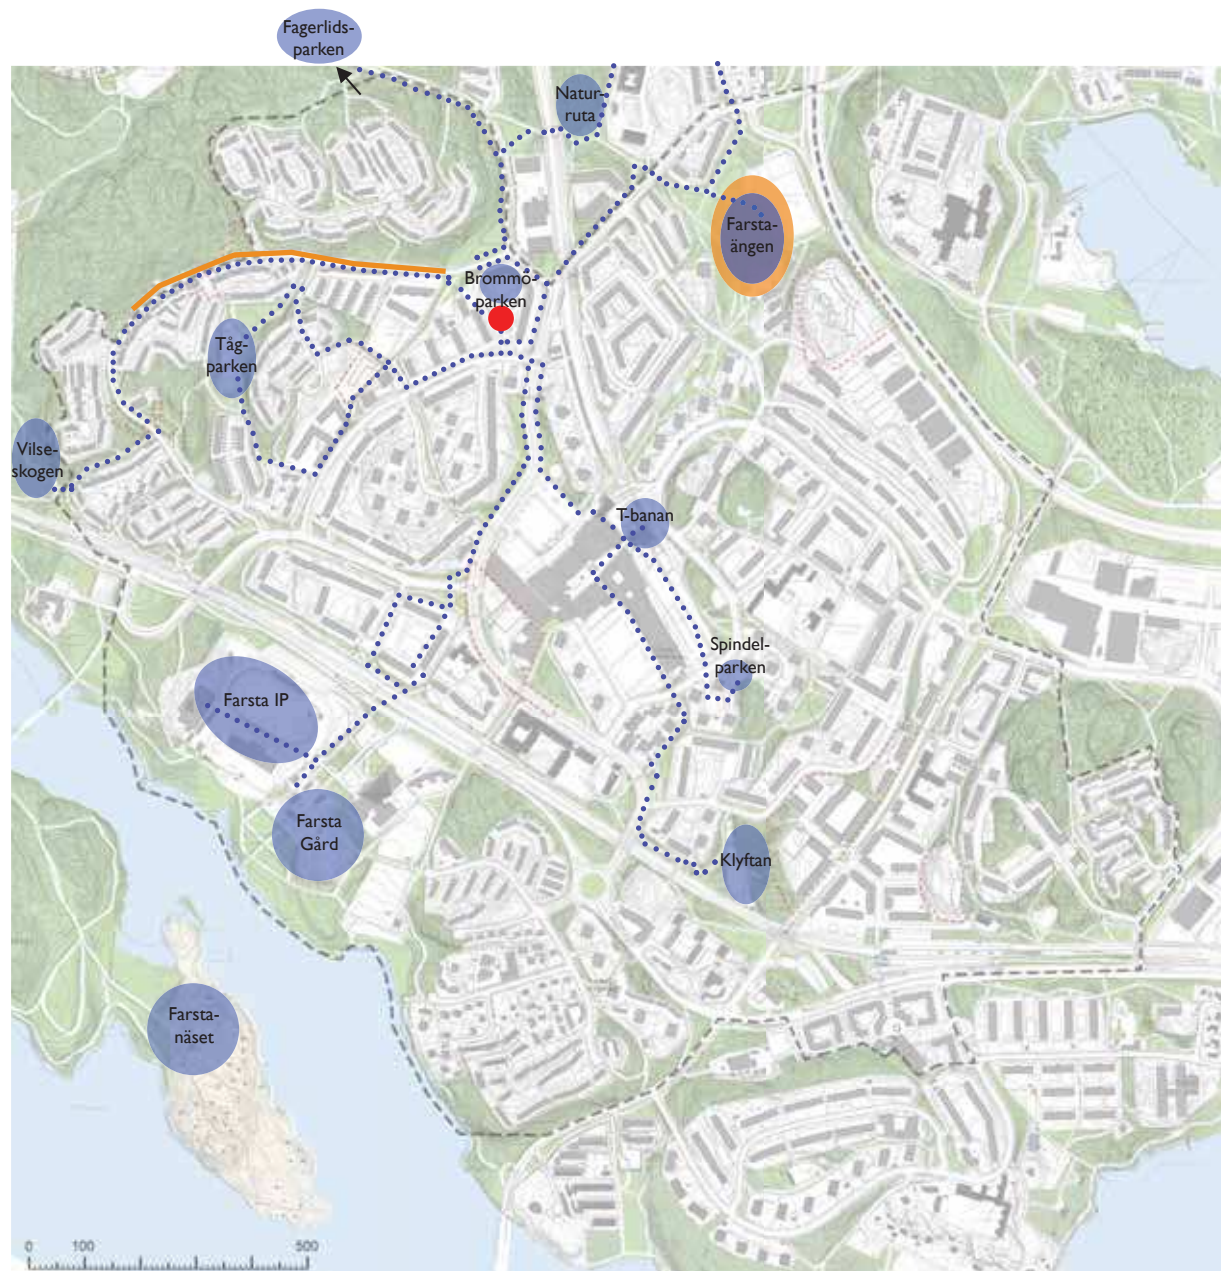 Fagerlids-
parken
Natur-
ruta
Farsta-
ängen
Brommö-
parken
Tåg-
parken
Vilse-
skogen
T-banan
Spindel-
parken
Farsta IP
Farsta
Gård
Klyftan
Farsta-
näset
0 100 500